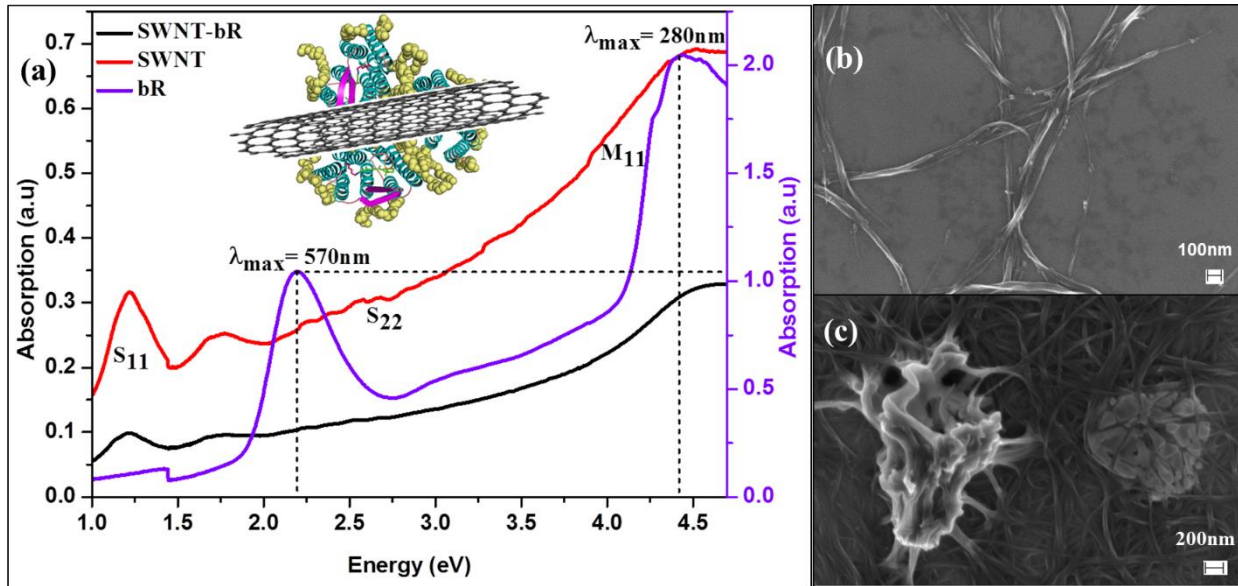 (a)
SWNT-bR
SWNT
bR
λmax= 570nm
λmax= 280nm
S11
S22
M11
Absorption (a.u)
0.7
0.6
0.5
0.4
0.3
0.2
0.1
0.0
1.0 1.5 2.0 2.5 3.0 3.5 4.0 4.5
Energy (eV)
2.0
1.5
1.0
0.5
0.0
Absorption (a.u)
(b)
100nm
(c)
200nm